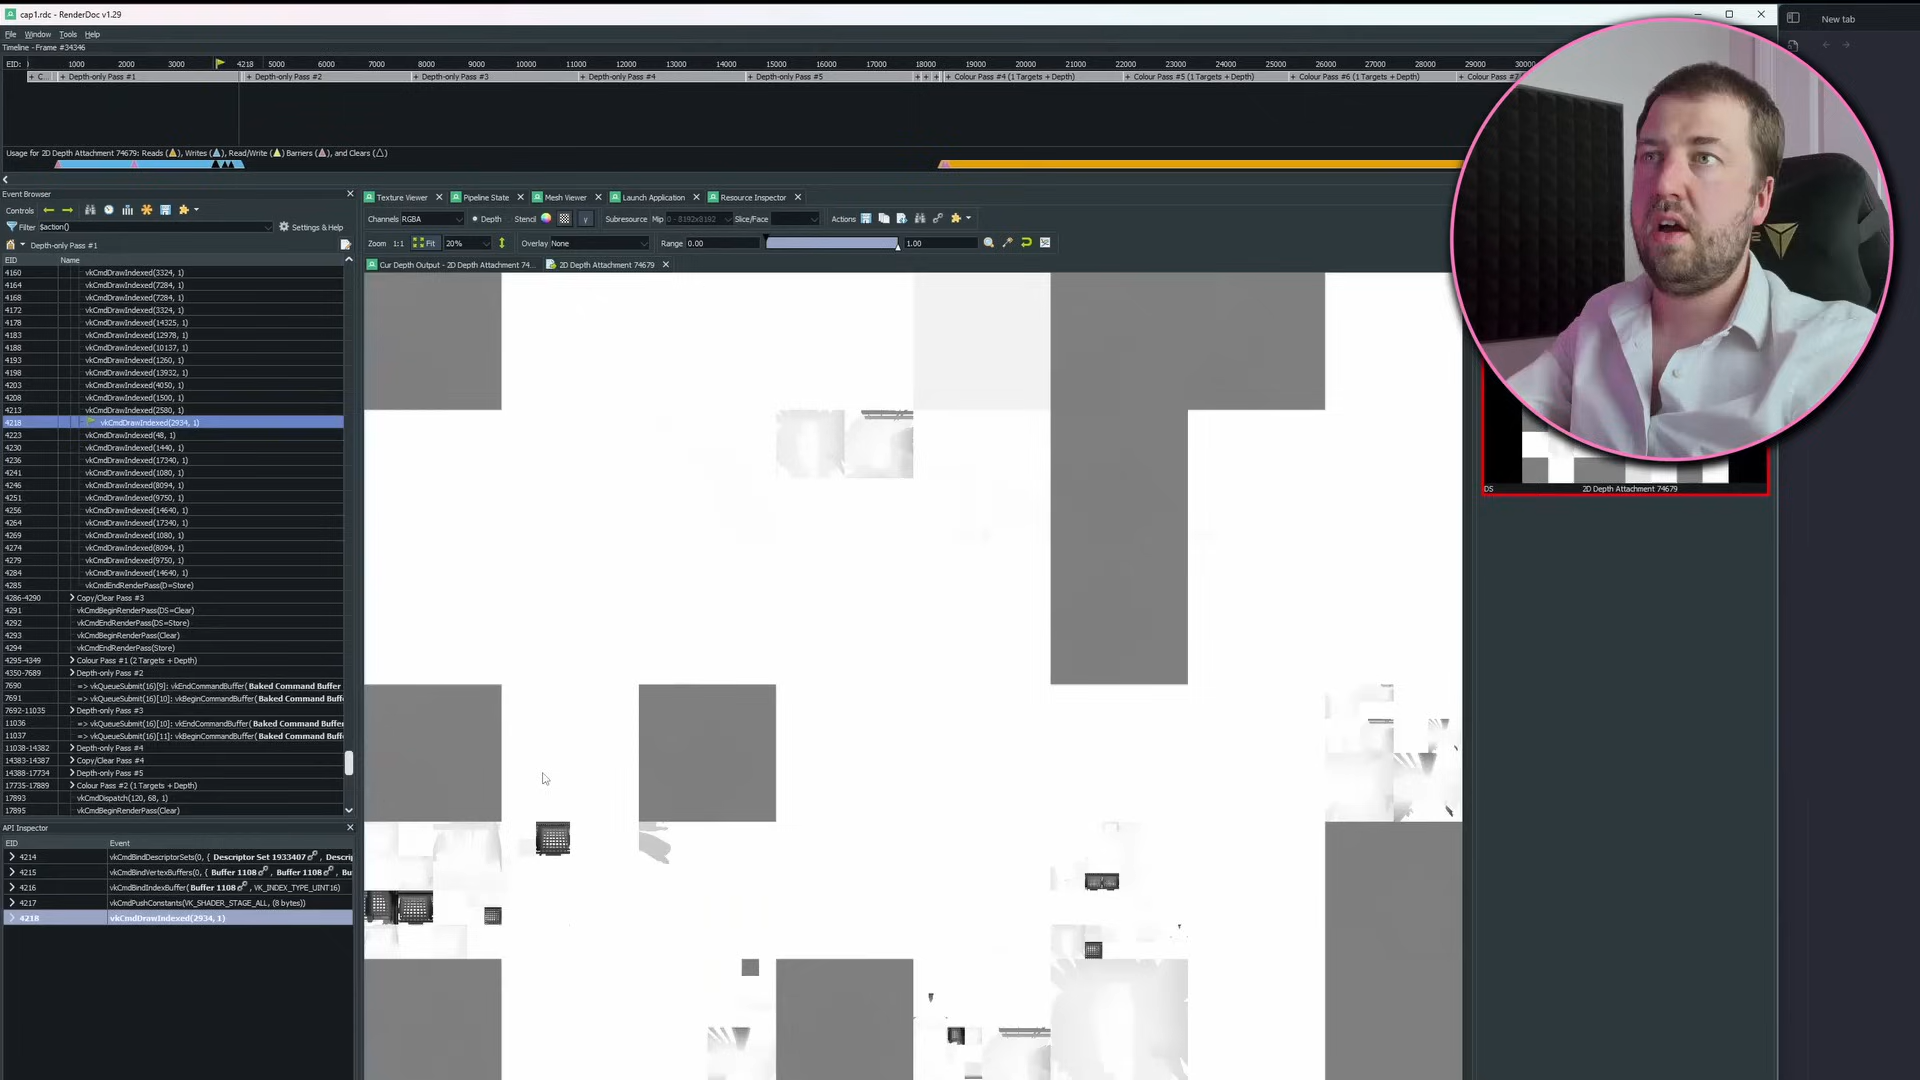 cap1.rdc - RenderDoc v1.29
New tab
File Window Tools Help
Timeline - Frame #34346
EID: 1000 2000 3000 4218 5000 6000 7000 8000 9000 10000 11000 12000 13000 14000 15000 16000 17000 18000 19000 20000 21000 22000 23000 24000 25000 26000 27000 28000 29000 30000
+ C... + Depth-only Pass #1 + Depth-only Pass #2 + Depth-only Pass #3 + Depth-only Pass #4 + Depth-only Pass #5 + + + + Colour Pass #4 (1 Targets + Depth) + Colour Pass #5 (1 Targets + Depth) + Colour Pass #6 (1 Targets + Depth) + Colour Pass #7
Usage for 2D Depth Attachment 74679: Reads ( ), Writes ( ), Read/Write ( ) Barriers ( ), and Clears ( )
Event Browser
Controls
Filter $action() Settings & Help
Depth-only Pass #1
EID Name
4160 vkCmdDrawIndexed(3324, 1)
4164 vkCmdDrawIndexed(7284, 1)
4168 vkCmdDrawIndexed(7284, 1)
4172 vkCmdDrawIndexed(3324, 1)
4178 vkCmdDrawIndexed(14325, 1)
4183 vkCmdDrawIndexed(12978, 1)
4188 vkCmdDrawIndexed(10137, 1)
4193 vkCmdDrawIndexed(1260, 1)
4198 vkCmdDrawIndexed(13932, 1)
4203 vkCmdDrawIndexed(4050, 1)
4208 vkCmdDrawIndexed(1500, 1)
4213 vkCmdDrawIndexed(2580, 1)
4218 vkCmdDrawIndexed(2934, 1)
4223 vkCmdDrawIndexed(48, 1)
4230 vkCmdDrawIndexed(1440, 1)
4236 vkCmdDrawIndexed(17340, 1)
4241 vkCmdDrawIndexed(1080, 1)
4246 vkCmdDrawIndexed(8094, 1)
4251 vkCmdDrawIndexed(9750, 1)
4256 vkCmdDrawIndexed(14640, 1)
4264 vkCmdDrawIndexed(17340, 1)
4269 vkCmdDrawIndexed(1080, 1)
4274 vkCmdDrawIndexed(8094, 1)
4279 vkCmdDrawIndexed(9750, 1)
4284 vkCmdDrawIndexed(14640, 1)
4285 vkCmdEndRenderPass(D=Store)
4286-4290 Copy/Clear Pass #3
4291 vkCmdBeginRenderPass(DS=Clear)
4292 vkCmdEndRenderPass(DS=Store)
4293 vkCmdBeginRenderPass(Clear)
4294 vkCmdEndRenderPass(Store)
4295-4349 Colour Pass #1 (2 Targets + Depth)
4350-7689 Depth-only Pass #2
7690 => vkQueueSubmit(16)[9]: vkEndCommandBuffer( Baked Command Buffer
7691 => vkQueueSubmit(16)[10]: vkBeginCommandBuffer( Baked Command Buffer
7692-11035 Depth-only Pass #3
11036 => vkQueueSubmit(16)[10]: vkEndCommandBuffer( Baked Command Buffer
11037 => vkQueueSubmit(16)[11]: vkBeginCommandBuffer( Baked Command Buffer
11038-14382 Depth-only Pass #4
14383-14387 Copy/Clear Pass #4
14388-17734 Depth-only Pass #5
17735-17889 Colour Pass #2 (1 Targets + Depth)
17893 vkCmdDispatch(120, 68, 1)
17895 vkCmdBeginRenderPass(Clear)
API Inspector
EID Event
4214 vkCmdBindDescriptorSets(0, { Descriptor Set 1933407 , Descrip
4215 vkCmdBindVertexBuffers(0, { Buffer 1108 , Buffer 1108 , Bu
4216 vkCmdBindIndexBuffer( Buffer 1108 , VK_INDEX_TYPE_UINT16)
4217 vkCmdPushConstants(VK_SHADER_STAGE_ALL, (8 bytes))
4218 vkCmdDrawIndexed(2934, 1)
Texture Viewer Pipeline State Mesh Viewer Launch Application Resource Inspector
Channels RGBA Depth Stencil γ Subresource Mip 0 - 8192x8192 Slice/Face Actions
Zoom 1:1 Fit 20% Overlay None Range 0.00 1.00
Cur Depth Output - 2D Depth Attachment 74... 2D Depth Attachment 74679
DS 2D Depth Attachment 74679